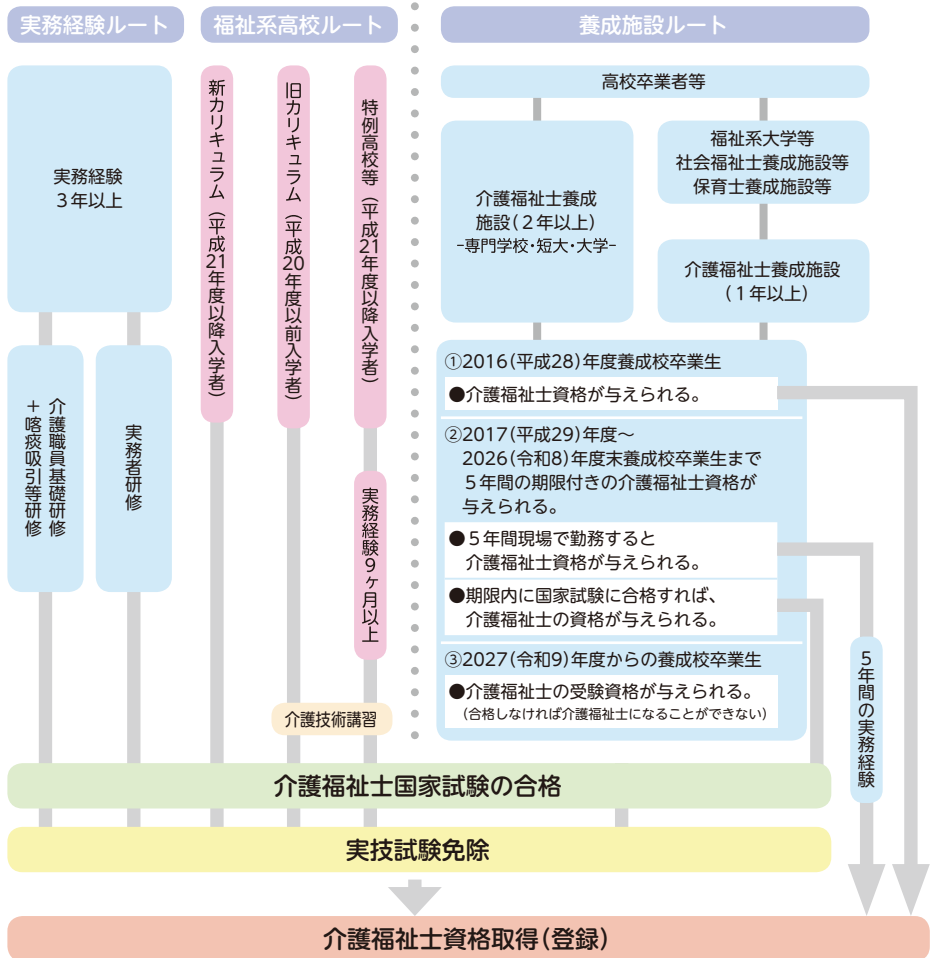 実務経験ルート
福祉系高校ルート
養成施設ルート
実務経験
3年以上
介護職員基礎研修
+喀痰吸引等研修
実務者研修
新カリキュラム(平成21年度以降入学者)
旧カリキュラム(平成20年度以前入学者)
特例高校等(平成21年度以降入学者)
実務経験9ヶ月以上
介護技術講習
高校卒業者等
介護福祉士養成
施設(2年以上)
-専門学校・短大・大学-
福祉系大学等
社会福祉士養成施設等
保育士養成施設等
介護福祉士養成施設
(1年以上)
①2016(平成28)年度養成校卒業生
●介護福祉士資格が与えられる。
②2017(平成29)年度〜
2026(令和8)年度末養成校卒業生まで
5年間の期限付きの介護福祉士資格が
与えられる。
●5年間現場で勤務すると
介護福祉士資格が与えられる。
●期限内に国家試験に合格すれば、
介護福祉士の資格が与えられる。
③2027(令和9)年度からの養成校卒業生
●介護福祉士の受験資格が与えられる。
(合格しなければ介護福祉士になることができない)
5年間の実務経験
介護福祉士国家試験の合格
実技試験免除
介護福祉士資格取得(登録)